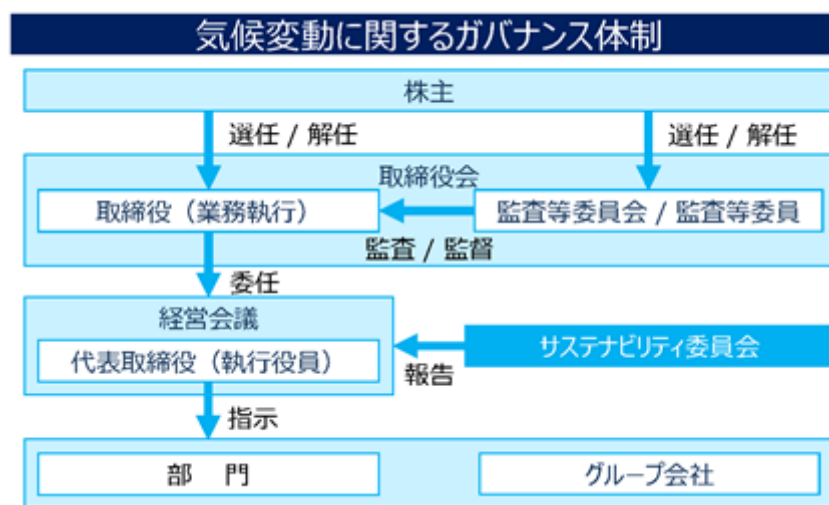 気候変動に関するガバナンス体制
株主
選任 / 解任
選任 / 解任
取締役会
取締役（業務執行）
監査等委員会 / 監査等委員
監査 / 監督
委任
経営会議
代表取締役（執行役員）
サステナビリティ委員会
報告
指示
部　門
グループ会社